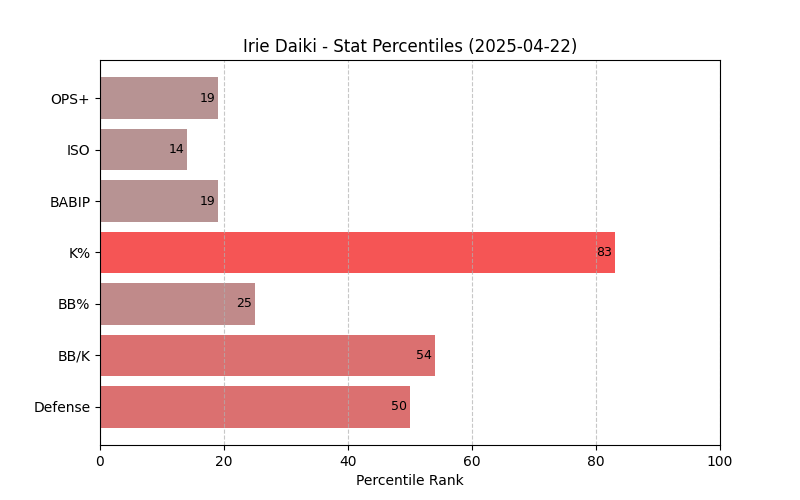 Irie Daiki - Stat Percentiles (2025-04-22)
OPS+ 19
ISO 14
BABIP 19
K% 83
BB% 25
BB/K 54
Defense 50
0 20 40 60 80 100
Percentile Rank